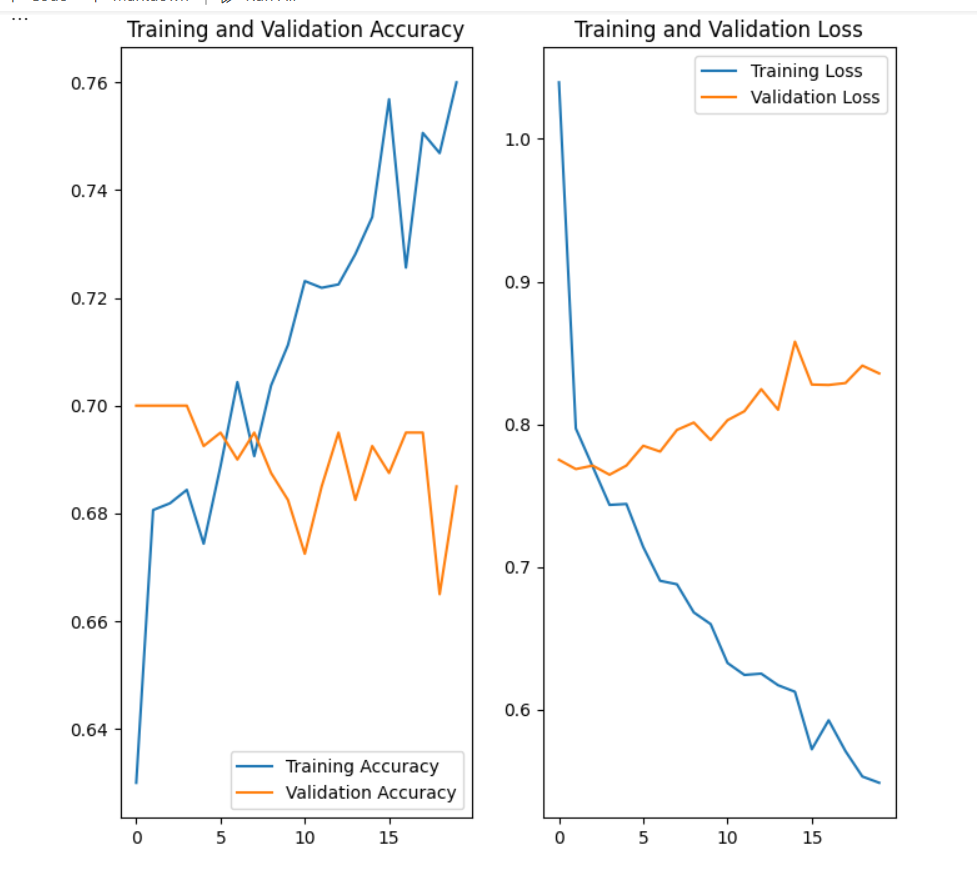 ...
Training and Validation Accuracy
0.76
0.74
0.72
0.70
0.68
0.66
0.64
Training Accuracy
Validation Accuracy
0 5 10 15
Training and Validation Loss
Training Loss
Validation Loss
1.0
0.9
0.8
0.7
0.6
0 5 10 15